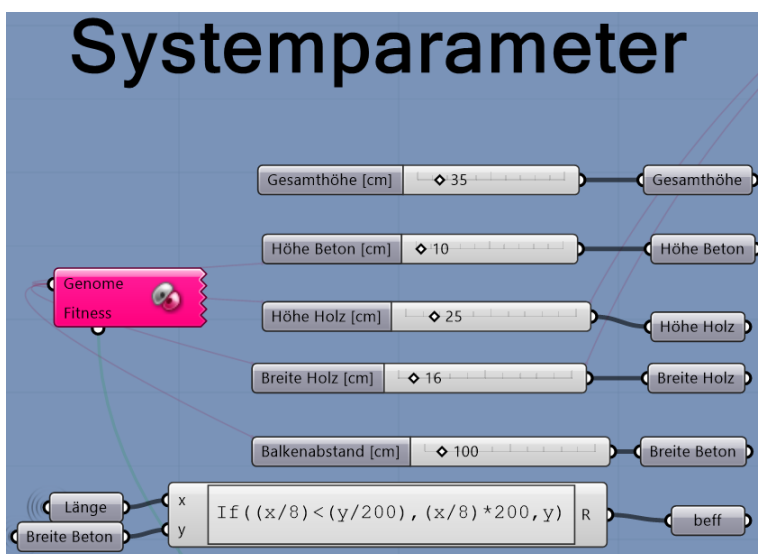 Systemparameter
Gesamthöhe [cm] 35 Gesamthöhe
Höhe Beton [cm] 10 Höhe Beton
Genome
Fitness
Höhe Holz [cm] 25 Höhe Holz
Breite Holz [cm] 16 Breite Holz
Balkenabstand [cm] 100 Breite Beton
Länge x If((x/8)<(y/200),(x/8)*200,y) R beff
Breite Beton y